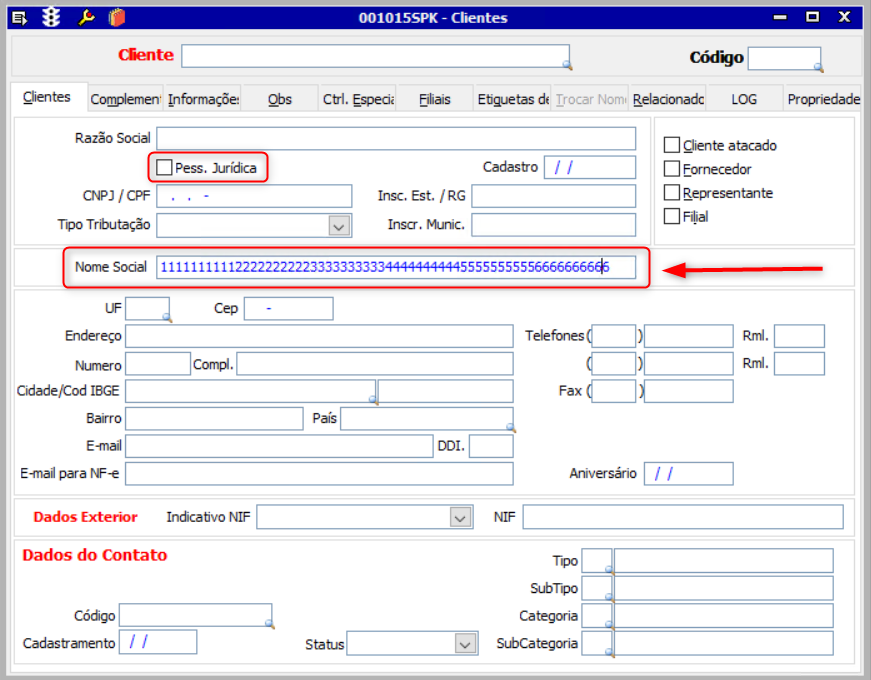 001015SPK - Clientes
Cliente Código
Clientes Complement Informações Obs Ctrl. Especia Filiais Etiquetas de Trocar Nome Relacionado LOG Propriedade
Razão Social
Pess. Jurídica Cadastro / / Cliente atacado
Fornecedor
CNPJ / CPF . . - Insc. Est. / RG Representante
Tipo Tributação Inscr. Munic. Filial
Nome Social 111111111122222222223333333333444444444455555555556666666666
UF Cep -
Endereço Telefones ( ) Rml.
Numero Compl. ( ) Rml.
Cidade/Cod IBGE Fax ( )
Bairro País
E-mail DDI.
E-mail para NF-e Aniversário / /
Dados Exterior Indicativo NIF NIF
Dados do Contato
Tipo
SubTipo
Código Categoria
Cadastramento / / Status SubCategoria